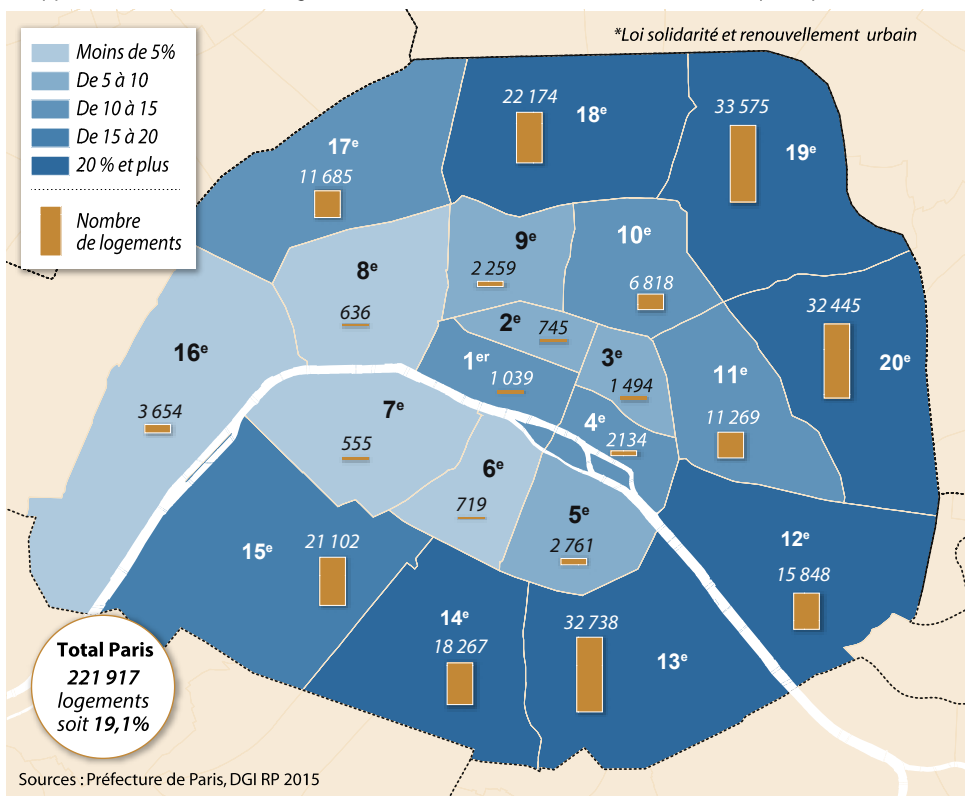 *Loi solidarité et renouvellement urbain
Moins de 5%
De 5 à 10
De 10 à 15
De 15 à 20
20 % et plus
Nombre
de logements
17e
11 685
22 174
18e
33 575
19e
8e
636
9e
2 259
10e
6 818
32 445
20e
16e
3 654
2e
745
1er
1 039
3e
1 494
11e
11 269
7e
555
4e
2134
6e
719
5e
2 761
12e
15 848
15e
21 102
14e
18 267
32 738
13e
Total Paris
221 917
logements
soit 19,1%
Sources : Préfecture de Paris, DGI RP 2015